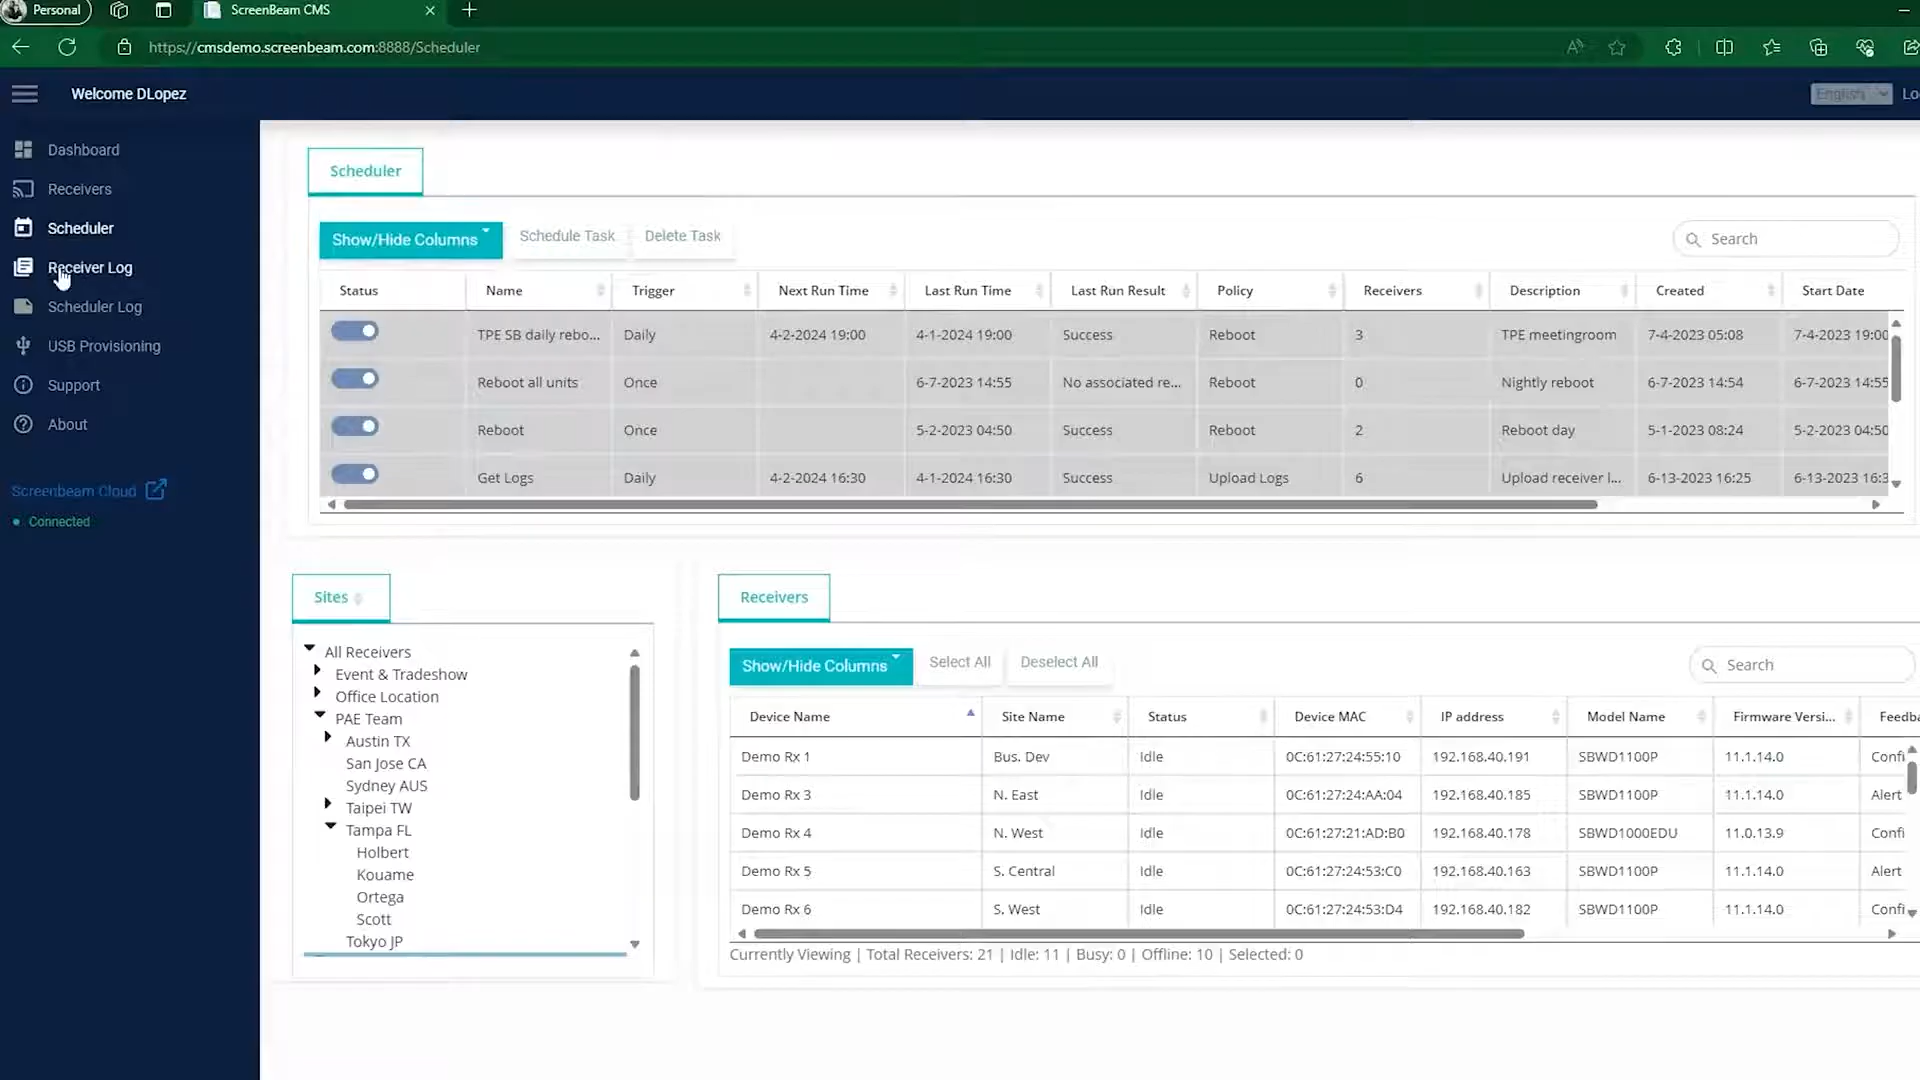 Personal
ScreenBeam CMS
https://cmsdemo.screenbeam.com:8888/Scheduler
Welcome DLopez
English
Lo
Dashboard
Receivers
Scheduler
Receiver Log
Scheduler Log
USB Provisioning
Support
About
Screenbeam Cloud
Connected
Scheduler
Show/Hide Columns Schedule Task Delete Task Search
Status Name Trigger Next Run Time Last Run Time Last Run Result Policy Receivers Description Created Start Date
TPE SB daily rebo... Daily 4-2-2024 19:00 4-1-2024 19:00 Success Reboot 3 TPE meetingroom 7-4-2023 05:08 7-4-2023 19:00
Reboot all units Once 6-7-2023 14:55 No associated re... Reboot 0 Nightly reboot 6-7-2023 14:54 6-7-2023 14:55
Reboot Once 5-2-2023 04:50 Success Reboot 2 Reboot day 5-1-2023 08:24 5-2-2023 04:50
Get Logs Daily 4-2-2024 16:30 4-1-2024 16:30 Success Upload Logs 6 Upload receiver l... 6-13-2023 16:25 6-13-2023 16:3
Sites
All Receivers
Event & Tradeshow
Office Location
PAE Team
Austin TX
San Jose CA
Sydney AUS
Taipei TW
Tampa FL
Holbert
Kouame
Ortega
Scott
Tokyo JP
Receivers
Show/Hide Columns Select All Deselect All Search
Device Name Site Name Status Device MAC IP address Model Name Firmware Versi... Feedba
Demo Rx 1 Bus. Dev Idle 0C:61:27:24:55:10 192.168.40.191 SBWD1100P 11.1.14.0 Confi
Demo Rx 3 N. East Idle 0C:61:27:24:AA:04 192.168.40.185 SBWD1100P 11.1.14.0 Alert
Demo Rx 4 N. West Idle 0C:61:27:21:AD:B0 192.168.40.178 SBWD1000EDU 11.0.13.9 Confi
Demo Rx 5 S. Central Idle 0C:61:27:24:53:C0 192.168.40.163 SBWD1100P 11.1.14.0 Alert
Demo Rx 6 S. West Idle 0C:61:27:24:53:D4 192.168.40.182 SBWD1100P 11.1.14.0 Confi
Currently Viewing | Total Receivers: 21 | Idle: 11 | Busy: 0 | Offline: 10 | Selected: 0